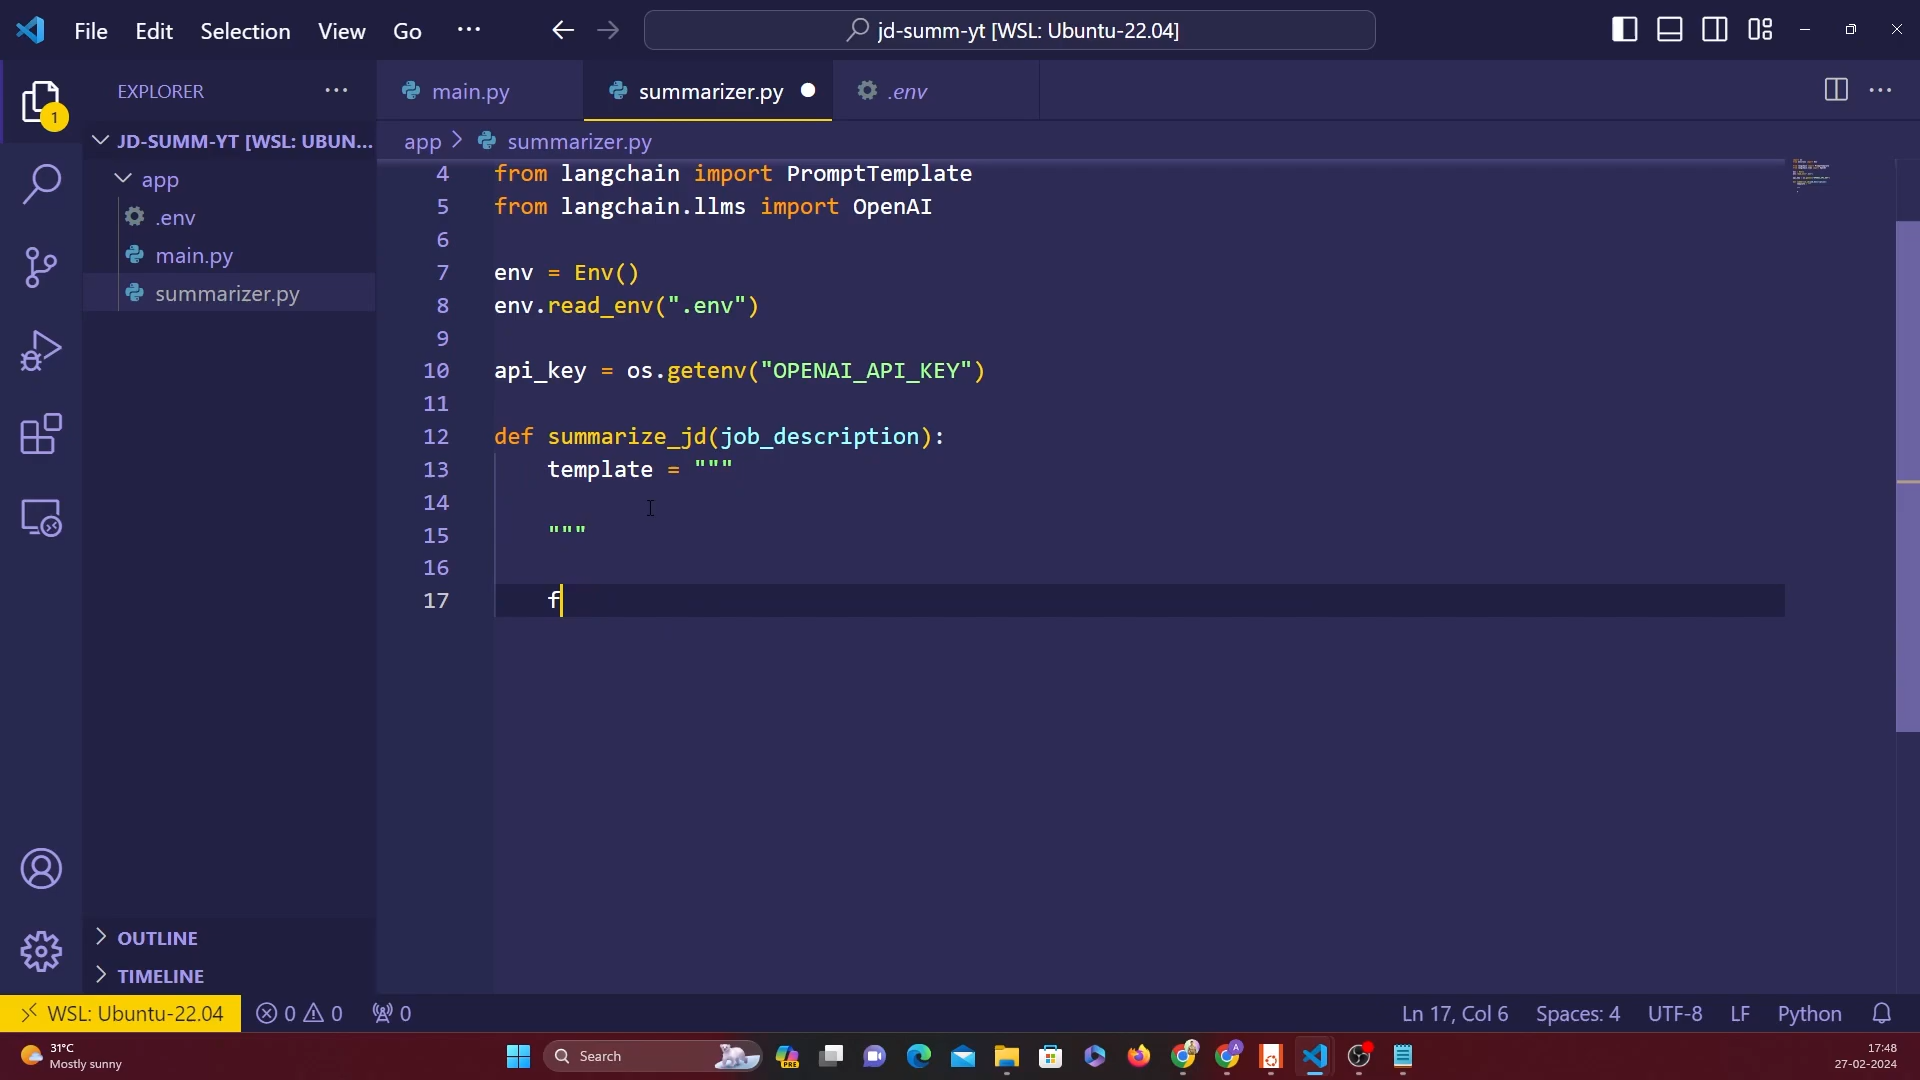 File Edit Selection View Go ··· jd-summ-yt [WSL: Ubuntu-22.04]
EXPLORER ···
main.py summarizer.py .env ···
1
JD-SUMM-YT [WSL: UBUN...
app > summarizer.py
app
.env
main.py
summarizer.py
4 from langchain import PromptTemplate
5 from langchain.llms import OpenAI
6
7 env = Env()
8 env.read_env(".env")
9
10 api_key = os.getenv("OPENAI_API_KEY")
11
12 def summarize_jd(job_description):
13 template = """
14
15 """
16
17 f
OUTLINE
TIMELINE
WSL: Ubuntu-22.04 0 0 0 Ln 17, Col 6 Spaces: 4 UTF-8 LF Python
31°C
Mostly sunny
Search
PRE
17:48
27-02-2024